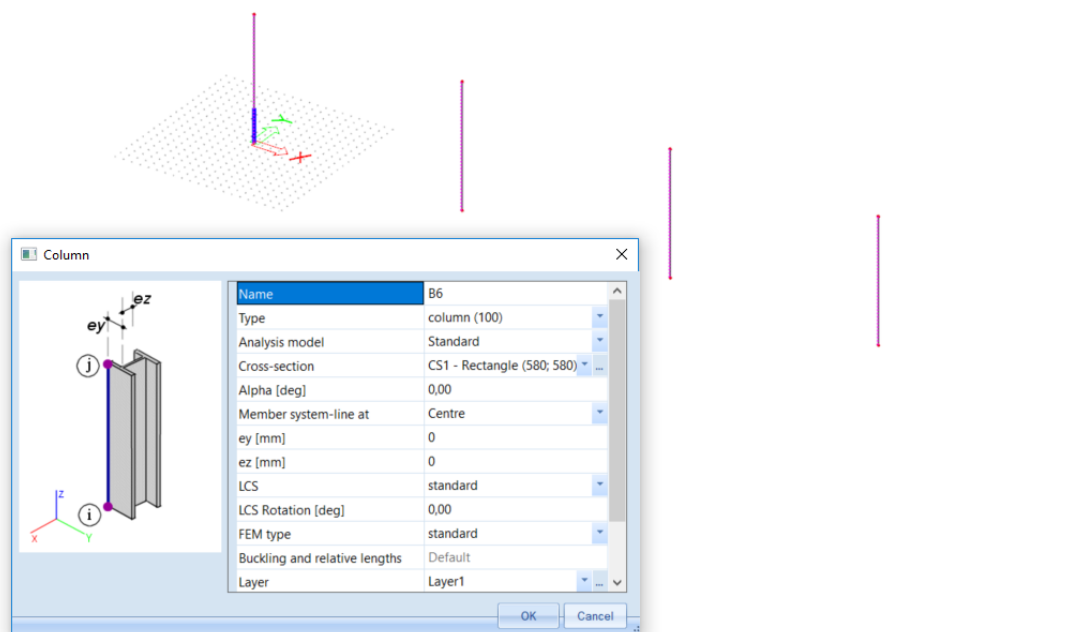 Y
X
Column
ez
ey
j
i
z
x
Y
Name B6
Type column (100)
Analysis model Standard
Cross-section CS1 - Rectangle (580; 580) ...
Alpha [deg] 0,00
Member system-line at Centre
ey [mm] 0
ez [mm] 0
LCS standard
LCS Rotation [deg] 0,00
FEM type standard
Buckling and relative lengths Default
Layer Layer1 ...
OK Cancel